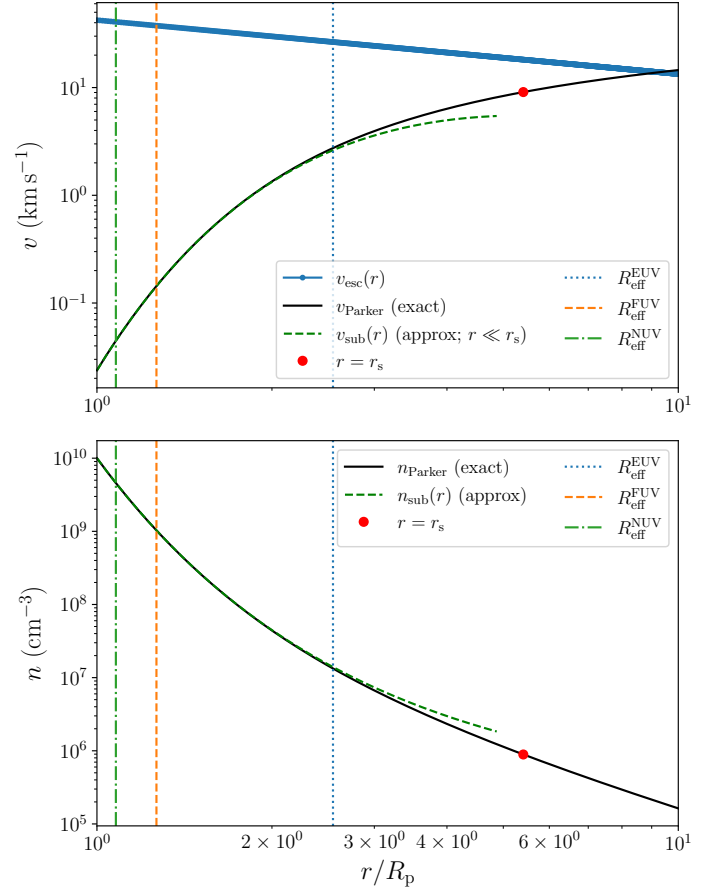 10¹
10⁰
10⁻¹
v (km s⁻¹)
v_esc(r)
v_Parker (exact)
v_sub(r) (approx; r ≪ r_s)
r = r_s
R_eff^EUV
R_eff^FUV
R_eff^NUV
10⁰
10¹
10¹⁰
10⁹
10⁸
10⁷
10⁶
10⁵
n (cm⁻³)
n_Parker (exact)
n_sub(r) (approx)
r = r_s
R_eff^EUV
R_eff^FUV
R_eff^NUV
10⁰
2 × 10⁰
3 × 10⁰
4 × 10⁰
6 × 10⁰
10¹
r/R_p